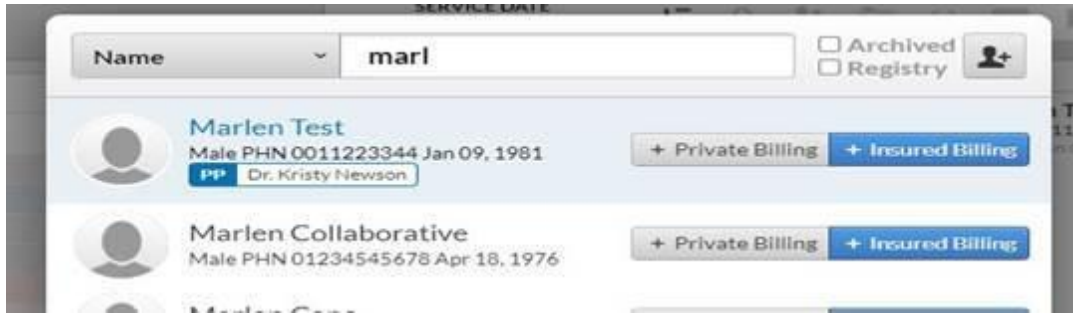 SERVICE DATE
Name marl Archived
Registry
Marlen Test
Male PHN 0011223344 Jan 09, 1981 + Private Billing + Insured Billing
PP Dr. Kristy Newson
Marlen Collaborative
Male PHN 01234545678 Apr 18, 1976 + Private Billing + Insured Billing
Marlen